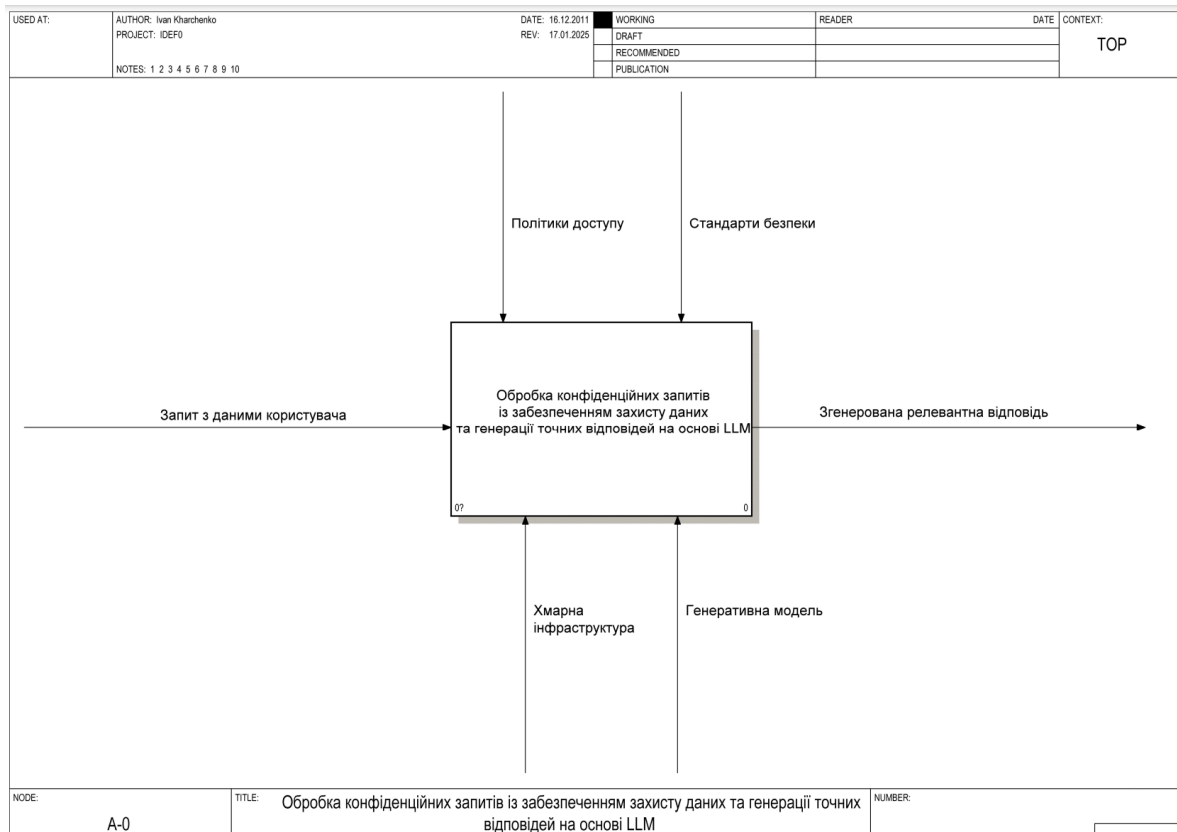 USED AT:
AUTHOR: Ivan Kharchenko
DATE: 16.12.2011
WORKING
READER
DATE
CONTEXT:
PROJECT: IDEF0
REV: 17.01.2025
DRAFT
TOP
RECOMMENDED
NOTES: 1 2 3 4 5 6 7 8 9 10
PUBLICATION
Політики доступу
Стандарти безпеки
Запит з даними користувача
Обробка конфіденційних запитів
із забезпеченням захисту даних
та генерації точних відповідей на основі LLM
0?
0
Згенерована релевантна відповідь
Хмарна
інфраструктура
Генеративна модель
NODE:
A-0
TITLE:
Обробка конфіденційних запитів із забезпеченням захисту даних та генерації точних
відповідей на основі LLM
NUMBER: